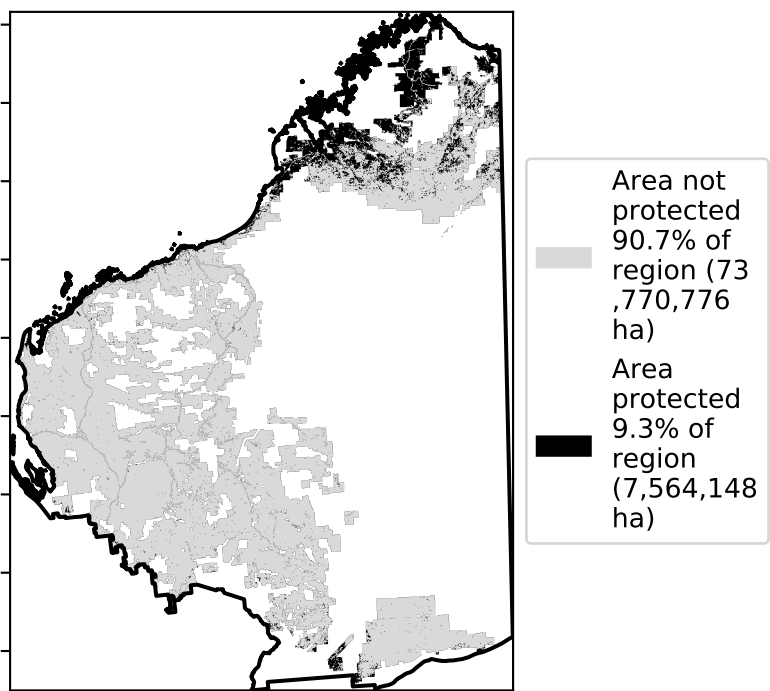 Area not
protected
90.7% of
region (73
,770,776
ha)
Area
protected
9.3% of
region
(7,564,148
ha)